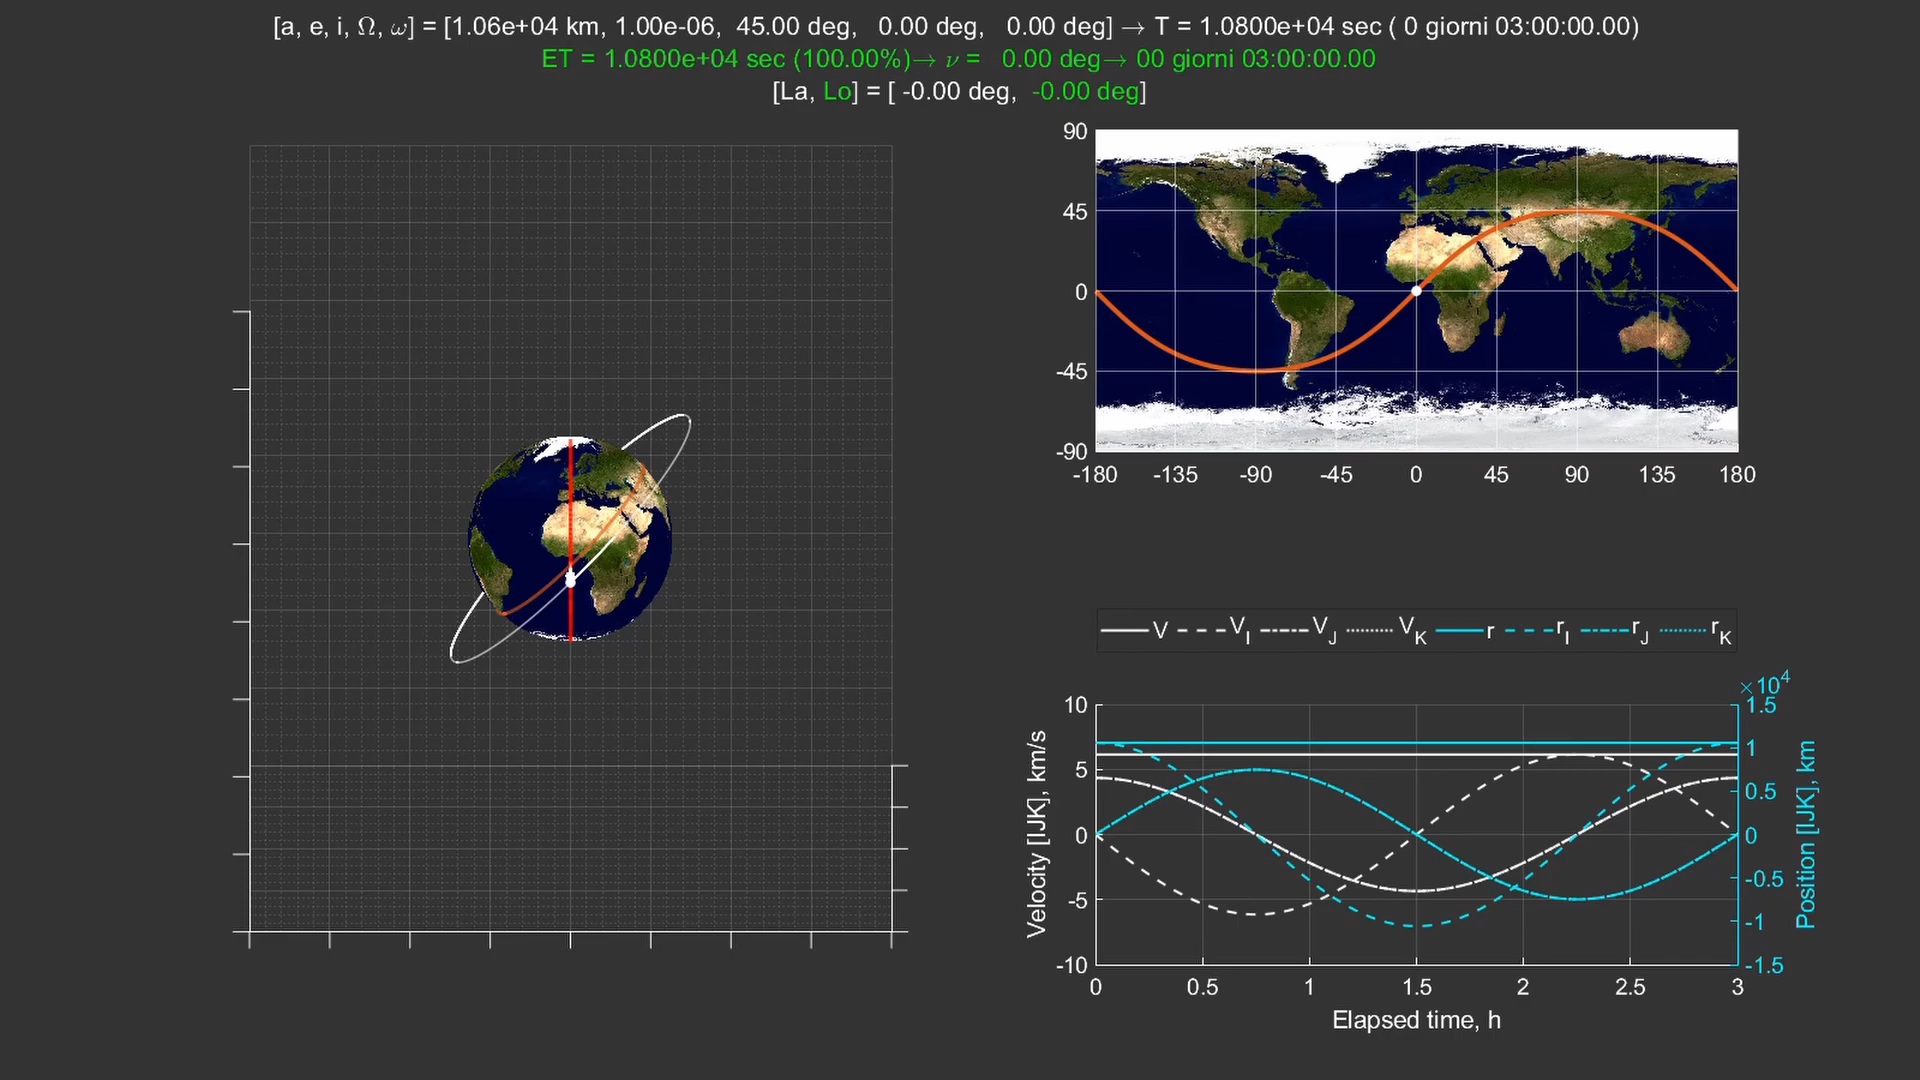 [a, e, i, Ω, ω] = [1.06e+04 km, 1.00e-06, 45.00 deg, 0.00 deg, 0.00 deg] → T = 1.0800e+04 sec ( 0 giorni 03:00:00.00)
ET = 1.0800e+04 sec (100.00%)→ ν = 0.00 deg→ 00 giorni 03:00:00.00
[La, Lo] = [ -0.00 deg, -0.00 deg]
90
45
0
-45
-90
-180 -135 -90 -45 0 45 90 135 180
V V_I V_J V_K r r_I r_J r_K
×10^4
10 1.5
1
5 0.5
0 0
-0.5
-5 -1
-10 -1.5
Velocity [IJK], km/s
Position [IJK], km
0 0.5 1 1.5 2 2.5 3
Elapsed time, h